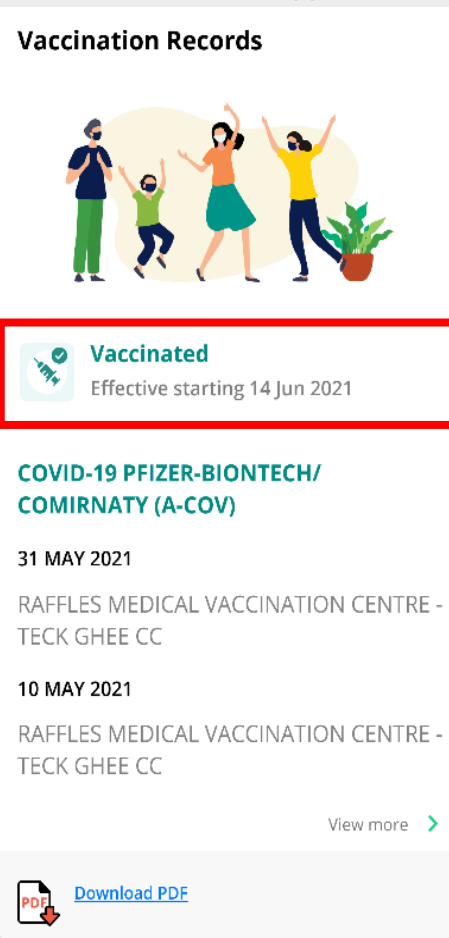 Vaccination Records
Vaccinated
Effective starting 14 Jun 2021
COVID-19 PFIZER-BIONTECH/
COMIRNATY (A-COV)
31 MAY 2021
RAFFLES MEDICAL VACCINATION CENTRE -
TECK GHEE CC
10 MAY 2021
RAFFLES MEDICAL VACCINATION CENTRE -
TECK GHEE CC
View more
PDF
Download PDF